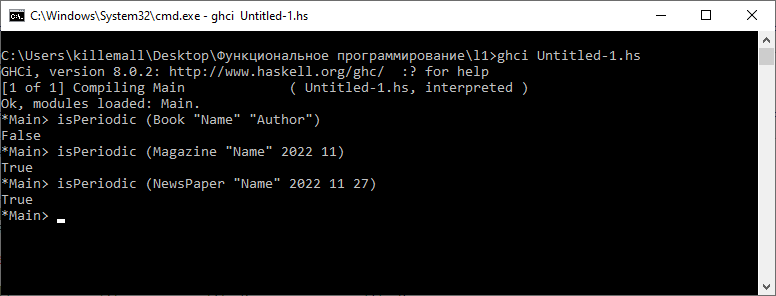 C:\Windows\System32\cmd.exe - ghci Untitled-1.hs
C:\Users\killemall\Desktop\Функциональное программирование\l1>ghci Untitled-1.hs
GHCi, version 8.0.2: http://www.haskell.org/ghc/  :? for help
[1 of 1] Compiling Main             ( Untitled-1.hs, interpreted )
Ok, modules loaded: Main.
*Main> isPeriodic (Book "Name" "Author")
False
*Main> isPeriodic (Magazine "Name" 2022 11)
True
*Main> isPeriodic (NewsPaper "Name" 2022 11 27)
True
*Main>